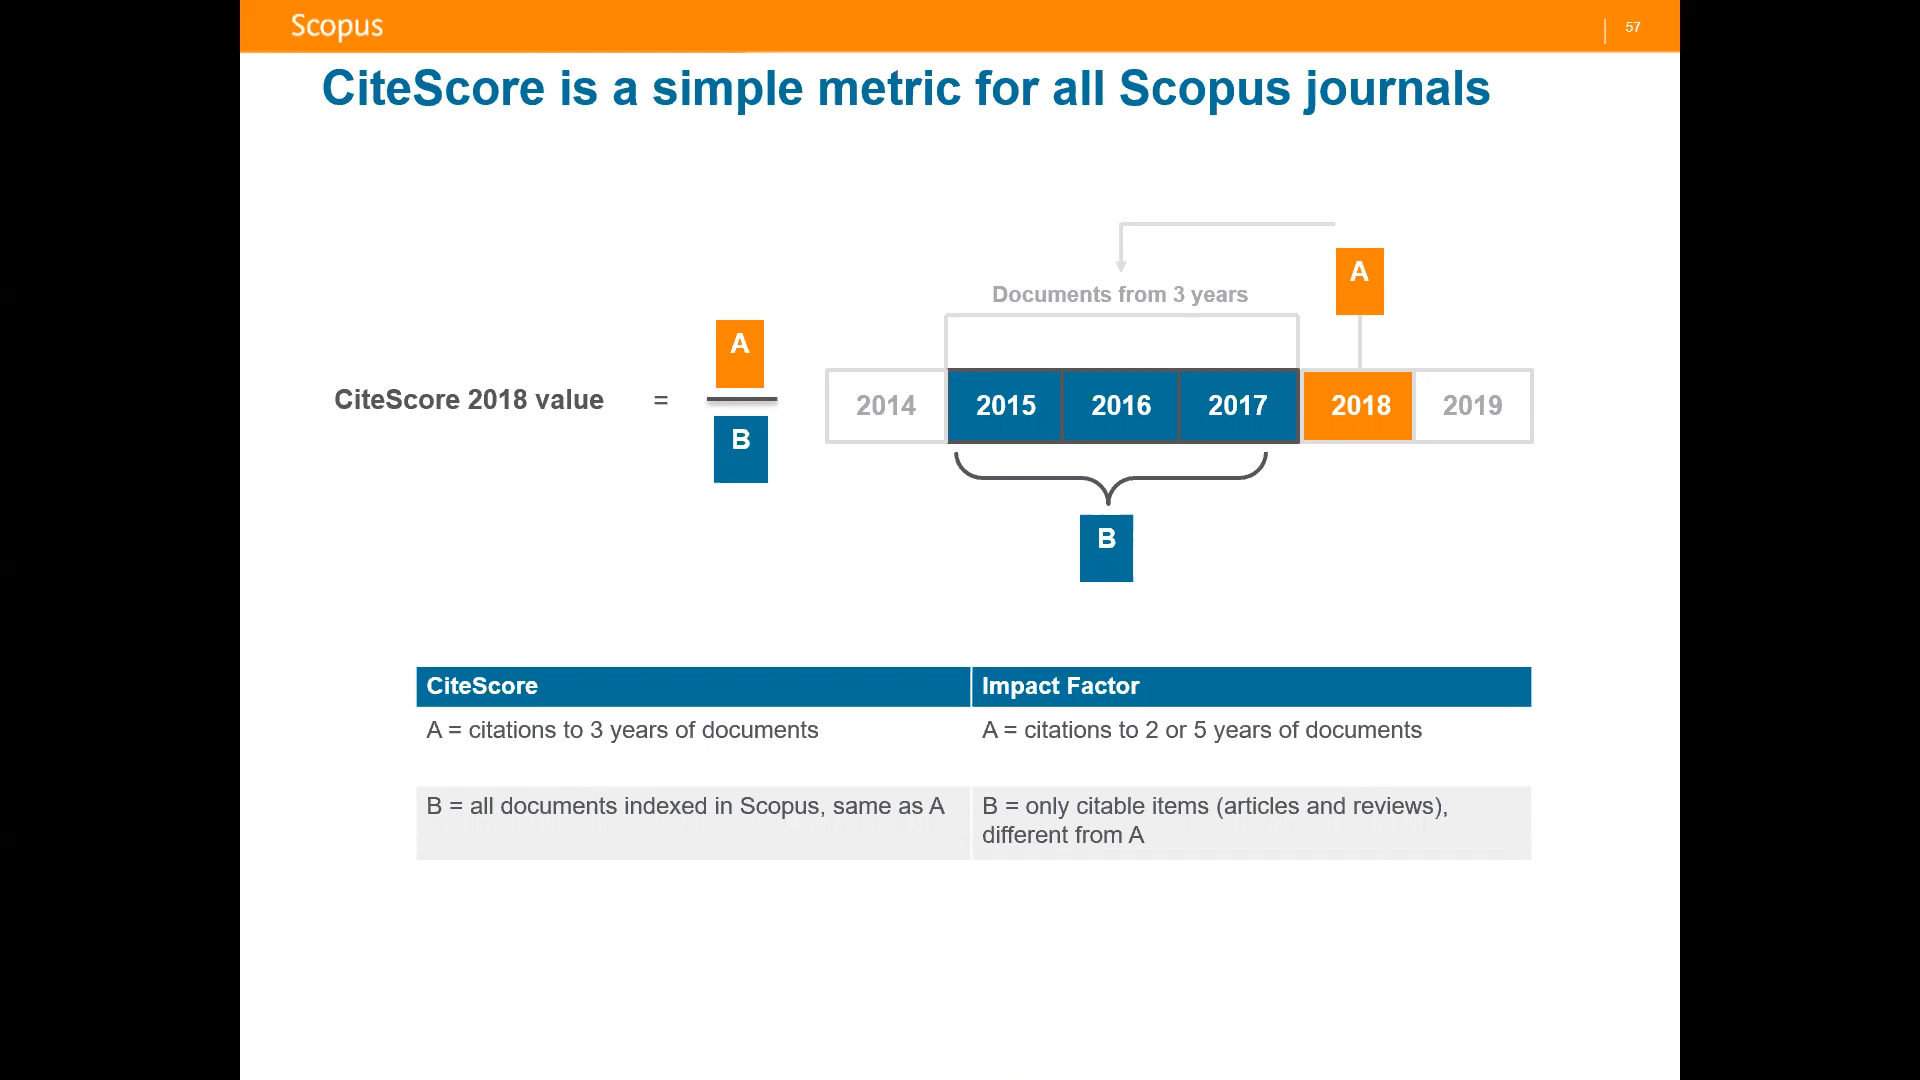 Scopus
57
CiteScore is a simple metric for all Scopus journals
A
Documents from 3 years
A
CiteScore 2018 value =
B
2014 2015 2016 2017 2018 2019
B
CiteScore Impact Factor
A = citations to 3 years of documents A = citations to 2 or 5 years of documents
B = all documents indexed in Scopus, same as A B = only citable items (articles and reviews),
different from A